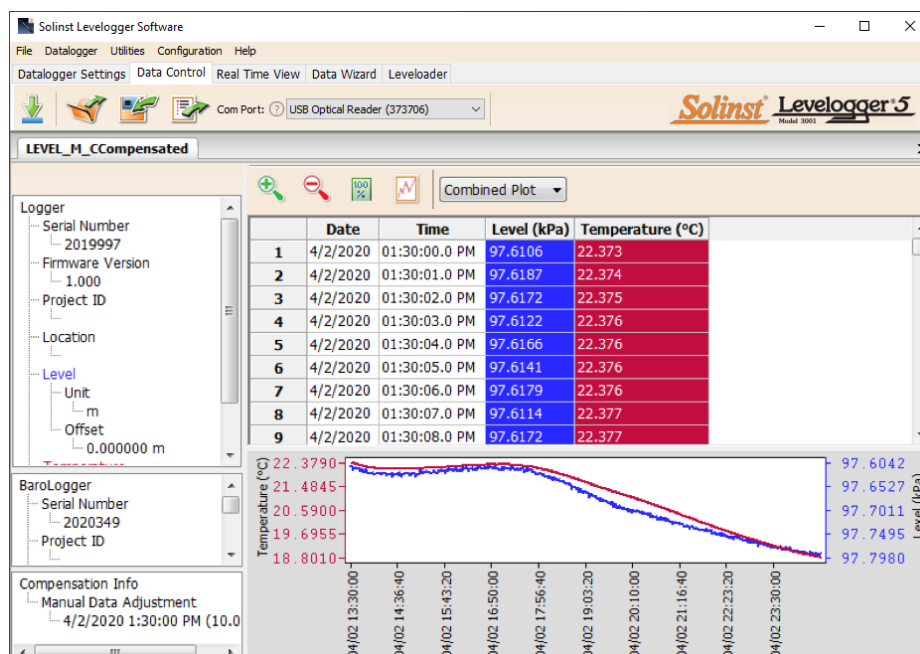 Solinst Levelogger Software
File Datalogger Utilities Configuration Help
Datalogger Settings Data Control Real Time View Data Wizard Leveloader
Com Port: ? USB Optical Reader (373706)
Solinst® Levelogger® 5
Model 3001
LEVEL_M_CCompensated
100
%
Combined Plot
Logger
Serial Number
2019997
Firmware Version
1.000
Project ID
Location
Level
Unit
m
Offset
0.000000 m
Temperature
BaroLogger
Serial Number
2020349
Project ID
Compensation Info
Manual Data Adjustment
4/2/2020 1:30:00 PM (10.0
Date Time Level (kPa) Temperature (°C)
1 4/2/2020 01:30:00.0 PM 97.6106 22.373
2 4/2/2020 01:30:01.0 PM 97.6187 22.374
3 4/2/2020 01:30:02.0 PM 97.6172 22.375
4 4/2/2020 01:30:03.0 PM 97.6122 22.376
5 4/2/2020 01:30:04.0 PM 97.6166 22.376
6 4/2/2020 01:30:05.0 PM 97.6141 22.376
7 4/2/2020 01:30:06.0 PM 97.6179 22.376
8 4/2/2020 01:30:07.0 PM 97.6114 22.377
9 4/2/2020 01:30:08.0 PM 97.6172 22.377
Temperature (°C)
22.3790
21.4845
20.5900
19.6955
18.8010
97.6042
97.6527
97.7011
97.7495
97.7980
Level (kPa)
04/02 13:30:00
04/02 14:36:40
04/02 15:43:20
04/02 16:50:00
04/02 17:56:40
04/02 19:03:20
04/02 20:10:00
04/02 21:16:40
04/02 22:23:20
04/02 23:30:00